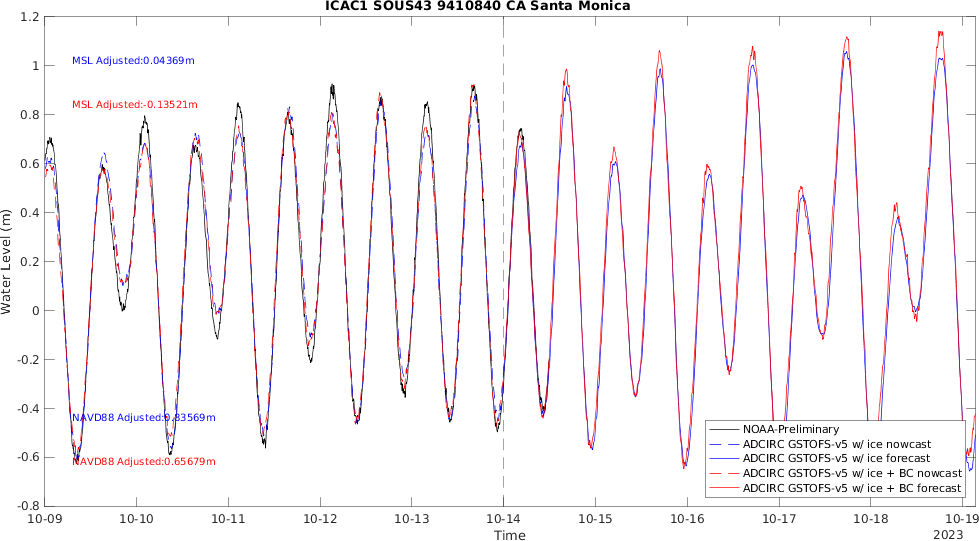 ICAC1 SOUS43 9410840 CA Santa Monica
1.2
1
0.8
0.6
0.4
0.2
0
-0.2
-0.4
-0.6
-0.8
Water Level (m)
MSL Adjusted:0.04369m
MSL Adjusted:-0.13521m
NAVD88 Adjusted:0.83569m
NAVD88 Adjusted:0.65679m
NOAA-Preliminary
ADCIRC GSTOFS-v5 w/ ice nowcast
ADCIRC GSTOFS-v5 w/ ice forecast
ADCIRC GSTOFS-v5 w/ ice + BC nowcast
ADCIRC GSTOFS-v5 w/ ice + BC forecast
10-09 10-10 10-11 10-12 10-13 10-14 10-15 10-16 10-17 10-18 10-19
Time
2023